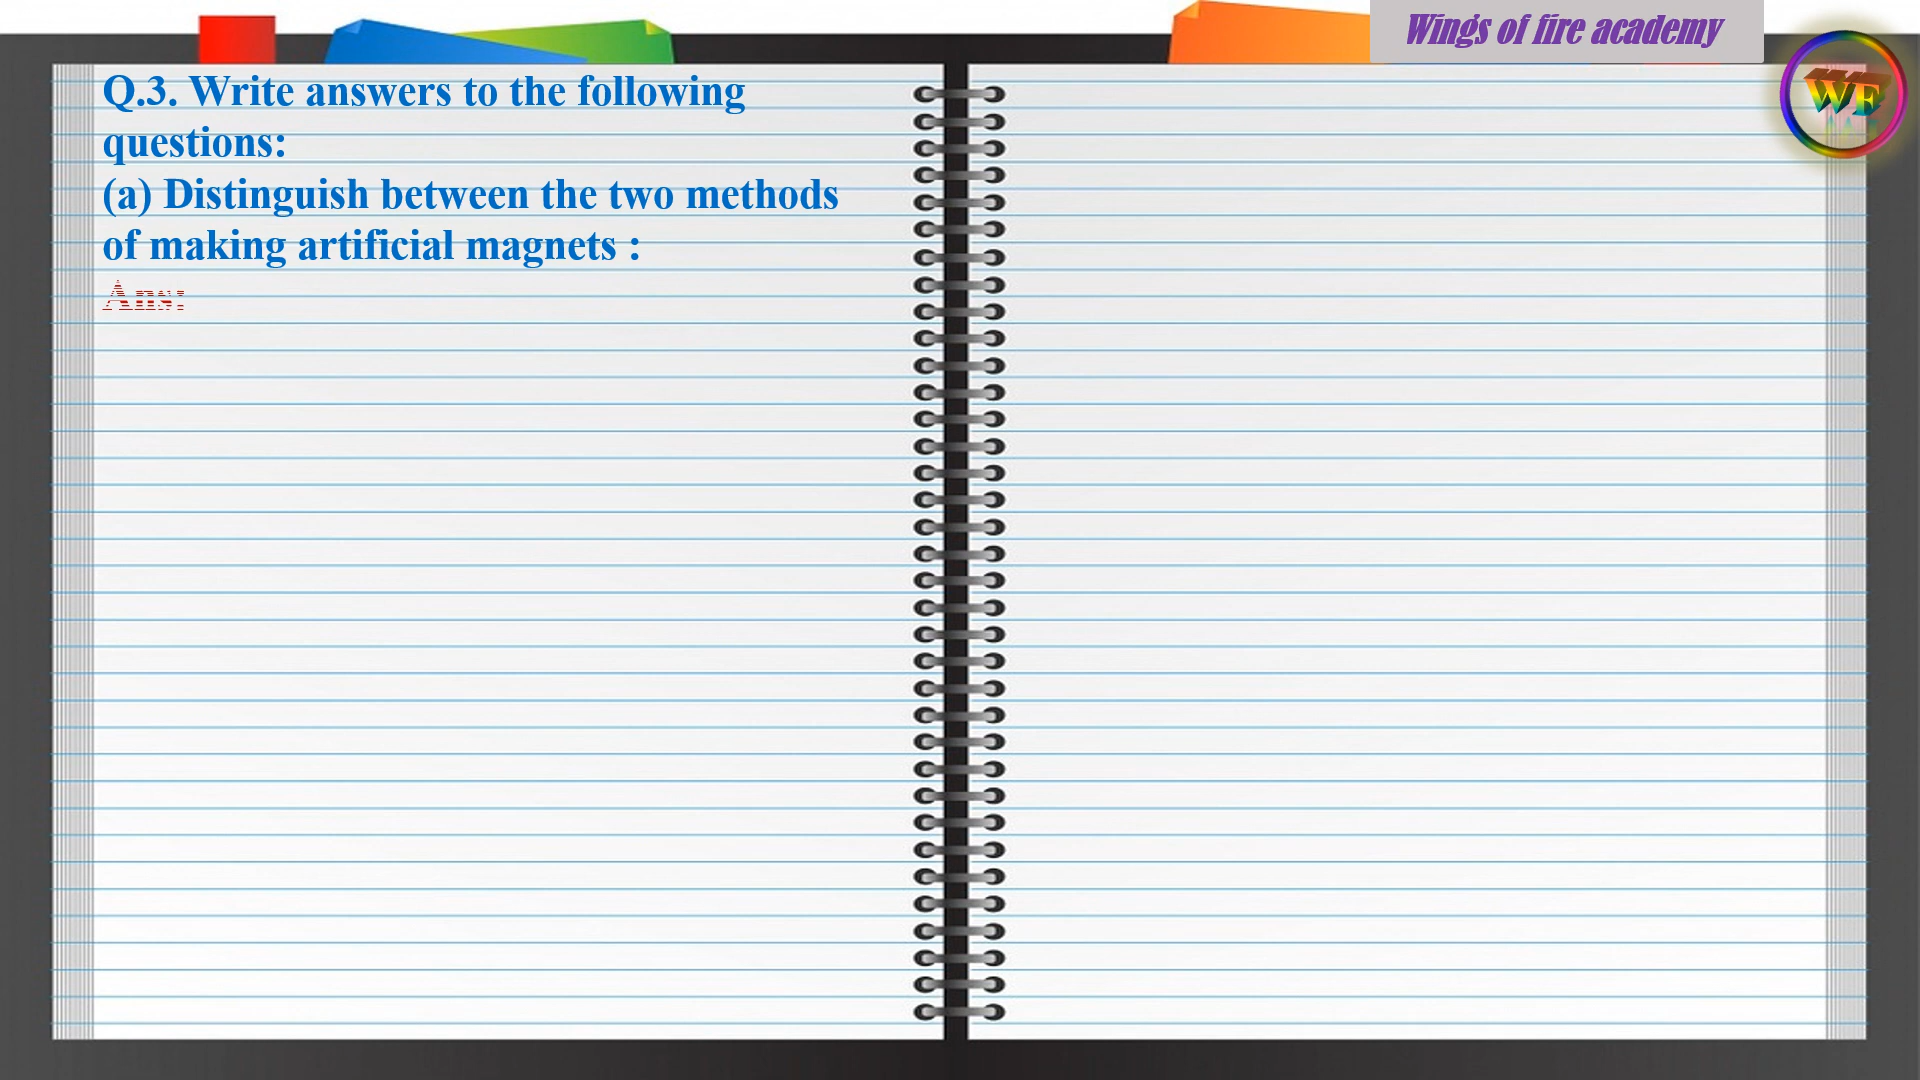 Wings of fire academy
WF
Q.3. Write answers to the following
questions:
(a) Distinguish between the two methods
of making artificial magnets :
Ans: